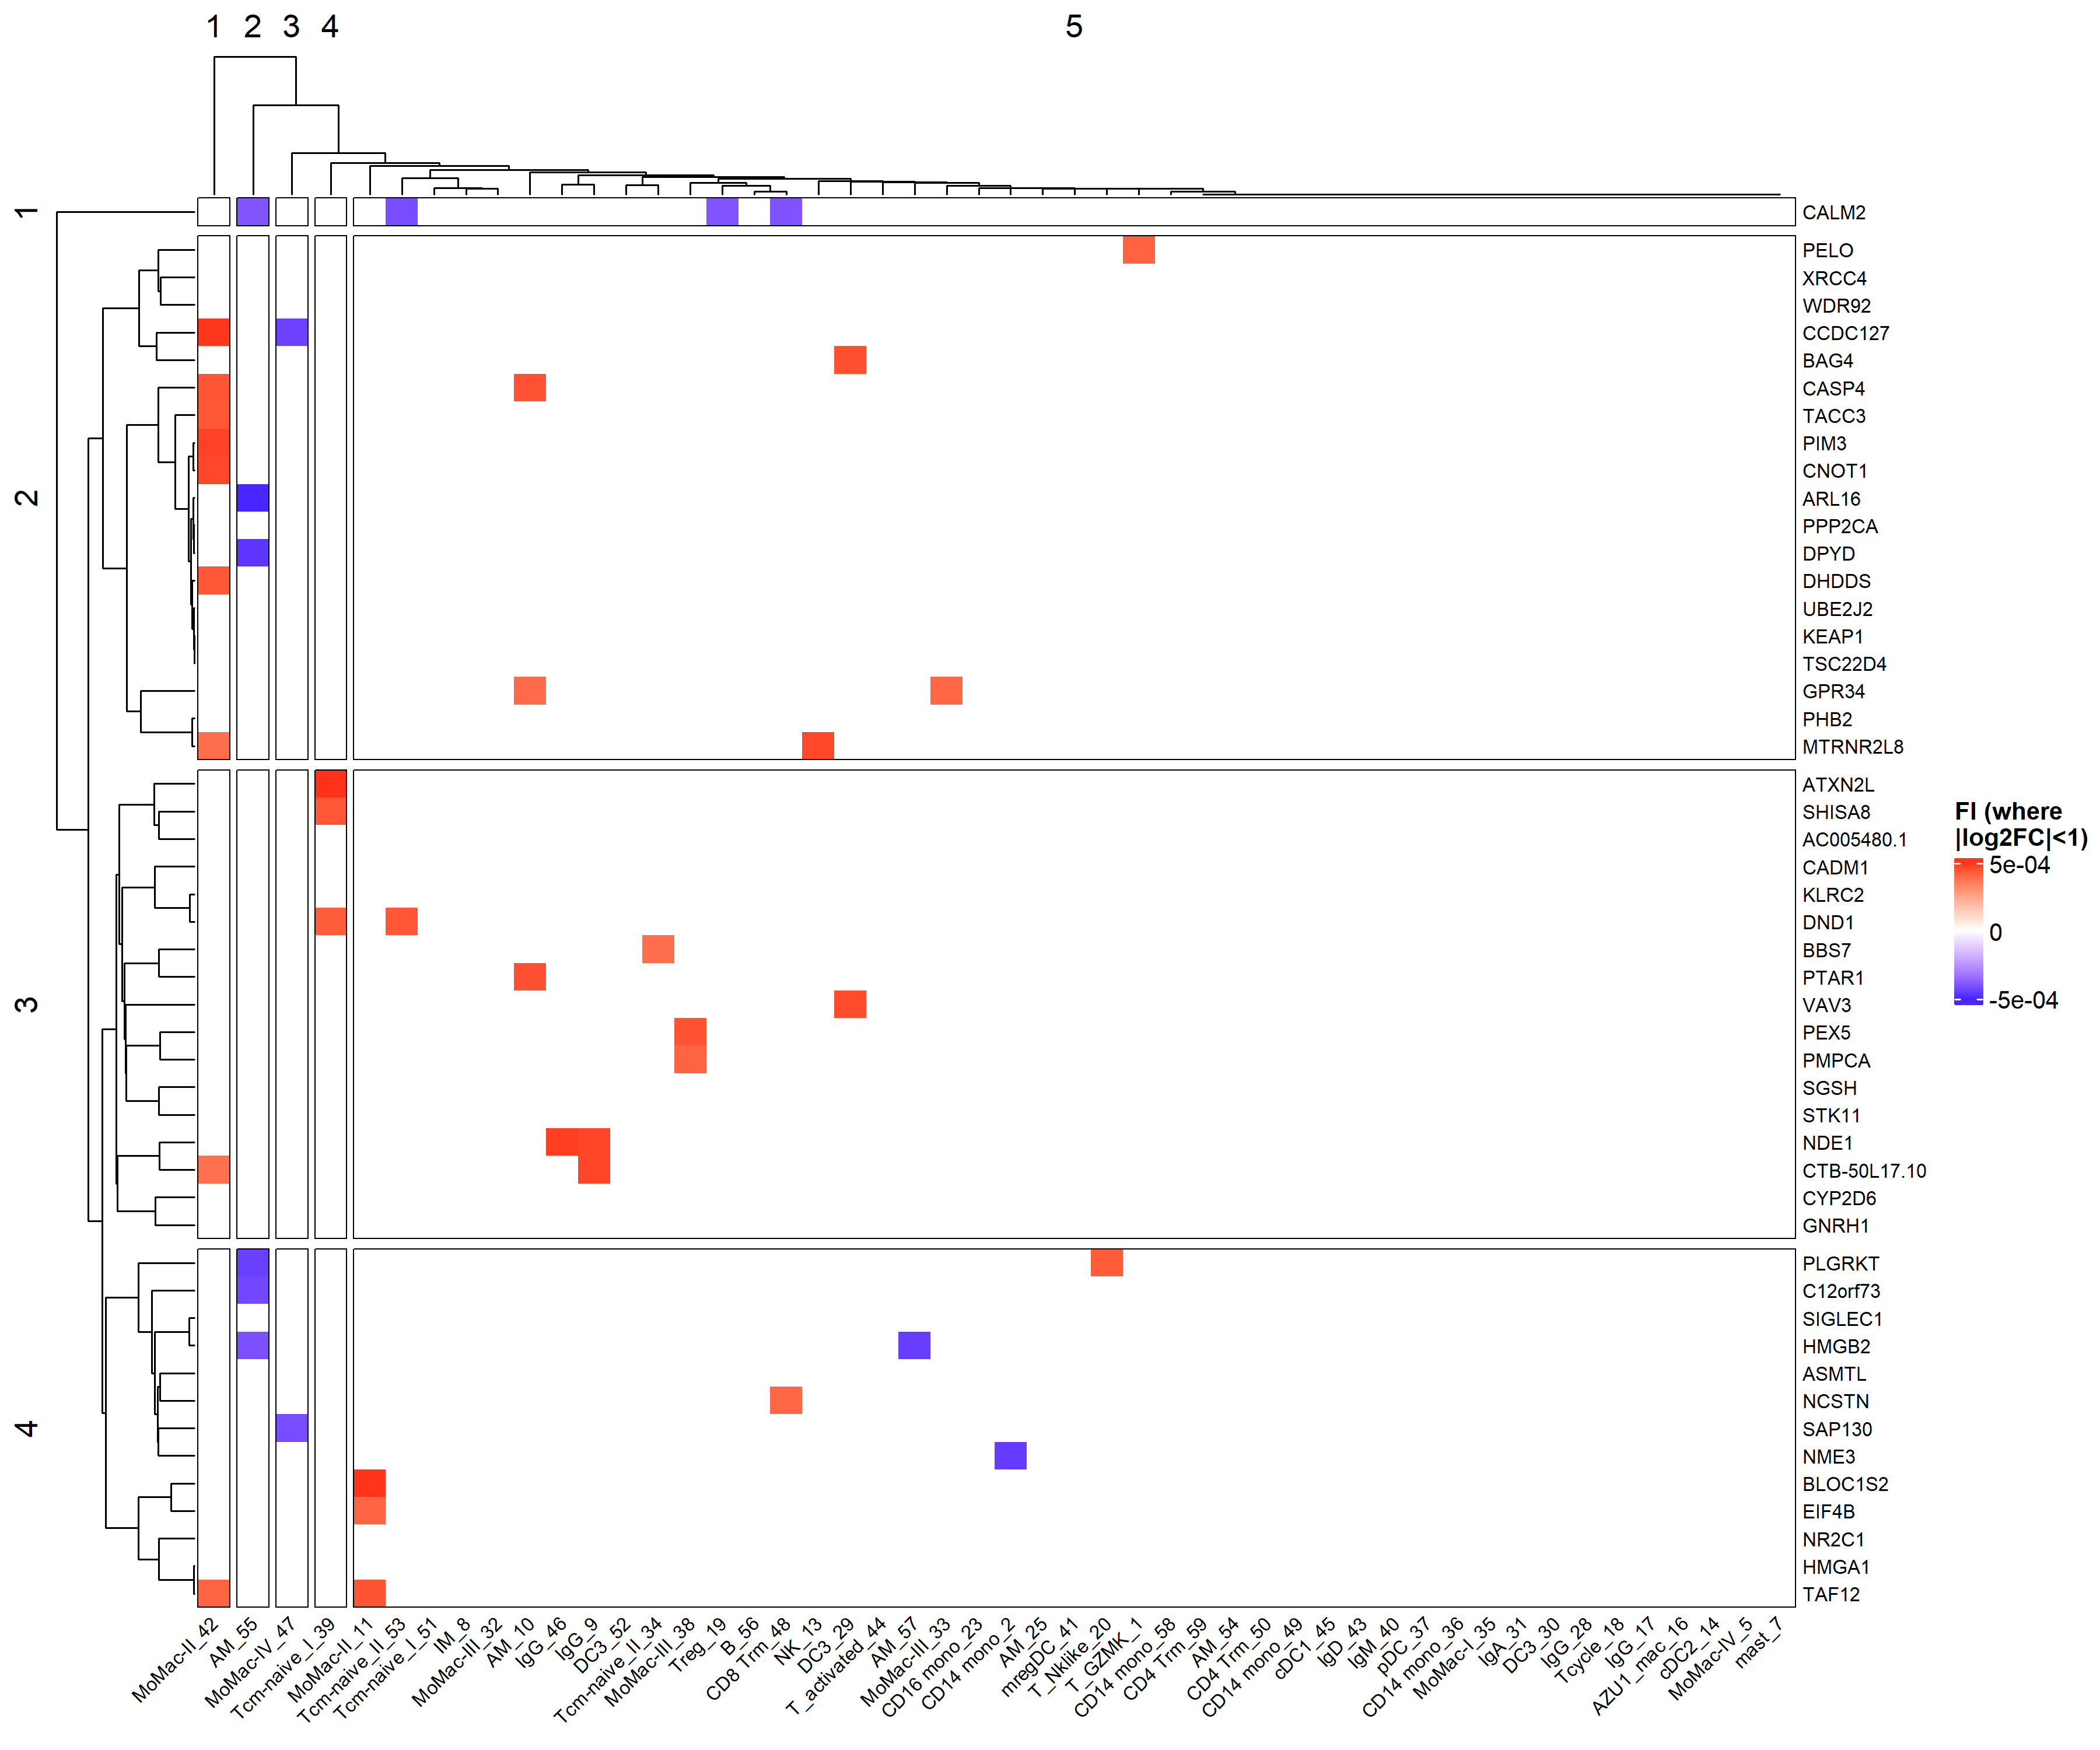 1 2 3 4 5
1
2
3
4
CALM2
PELO
XRCC4
WDR92
CCDC127
BAG4
CASP4
TACC3
PIM3
CNOT1
ARL16
PPP2CA
DPYD
DHDDS
UBE2J2
KEAP1
TSC22D4
GPR34
PHB2
MTRNR2L8
ATXN2L
SHISA8
AC005480.1
CADM1
KLRC2
DND1
BBS7
PTAR1
VAV3
PEX5
PMPCA
SGSH
STK11
NDE1
CTB-50L17.10
CYP2D6
GNRH1
PLGRKT
C12orf73
SIGLEC1
HMGB2
ASMTL
NCSTN
SAP130
NME3
BLOC1S2
EIF4B
NR2C1
HMGA1
TAF12
FI (where
|log2FC|<1)
5e-04
0
-5e-04
MoMac-II_42
AM_55
MoMac-IV_47
Tcm-naive_I_39
MoMac-II_11
Tcm-naive_II_53
Tcm-naive_I_51
IM_8
MoMac-III_32
AM_10
IgG_46
IgG_9
DC3_52
Tcm-naive_II_34
MoMac-III_38
Treg_19
B_56
CD8 Trm_48
NK_13
DC3_29
T_activated_44
AM_57
MoMac-III_33
CD16 mono_23
CD14 mono_2
AM_25
mregDC_41
T_Nklike_20
T_GZMK_1
CD14 mono_58
CD4 Trm_59
AM_54
CD4 Trm_50
CD14 mono_49
cDC1_45
IgD_43
IgM_40
pDC_37
CD14 mono_36
MoMac-I_35
IgA_31
DC3_30
IgG_28
Tcycle_18
IgG_17
AZU1_mac_16
cDC2_14
MoMac-IV_5
mast_7